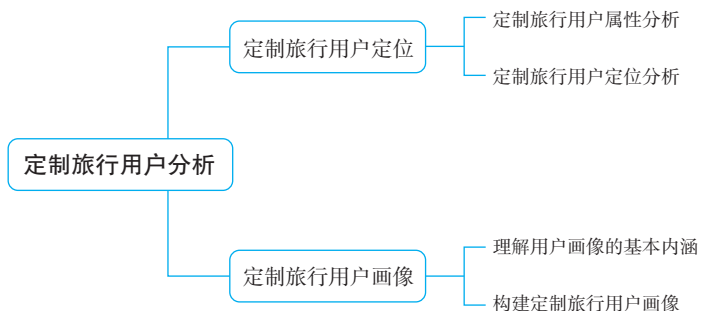 定制旅行用户分析
定制旅行用户定位
定制旅行用户属性分析
定制旅行用户定位分析
定制旅行用户画像
理解用户画像的基本内涵
构建定制旅行用户画像